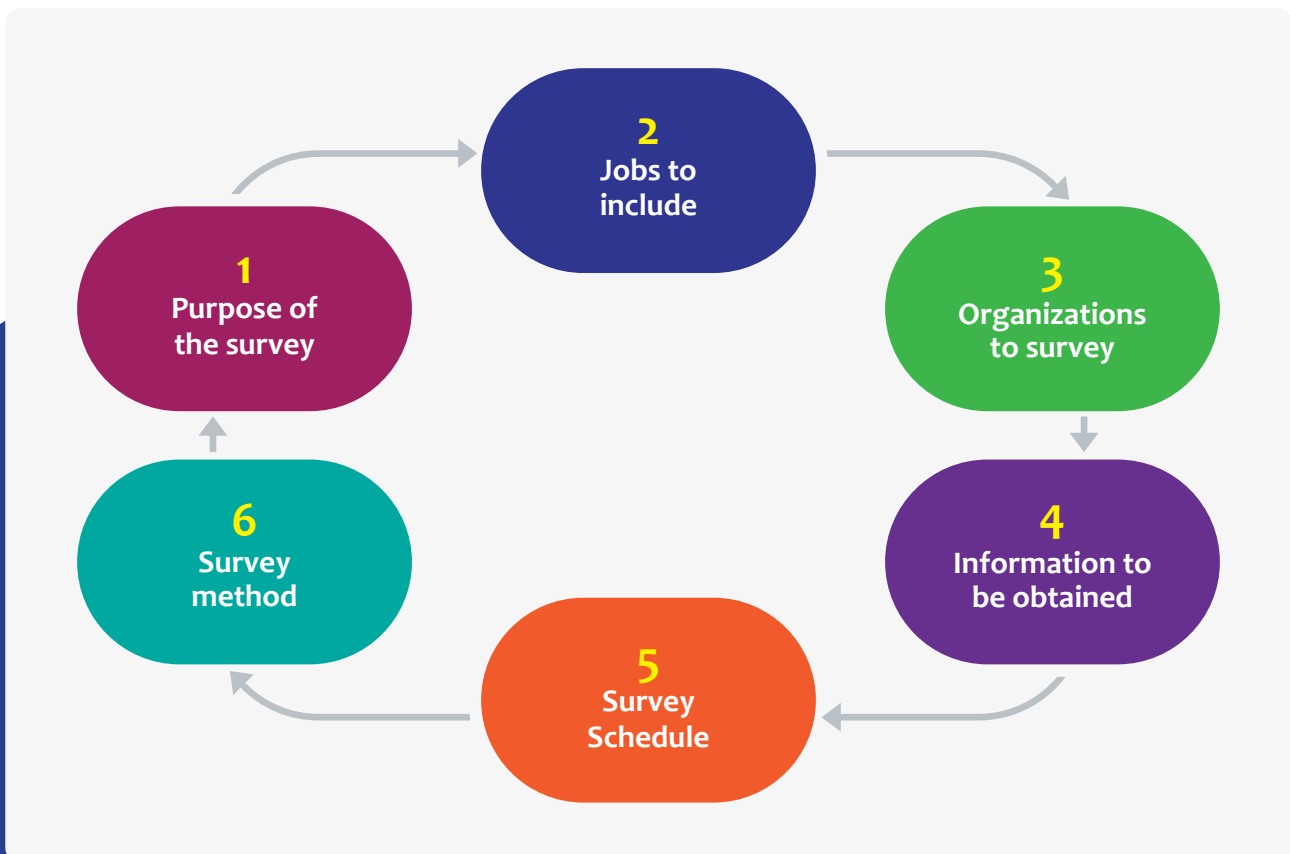 1
Purpose of
the survey
2
Jobs to
include
3
Organizations
to survey
4
Information to
be obtained
5
Survey
Schedule
6
Survey
method